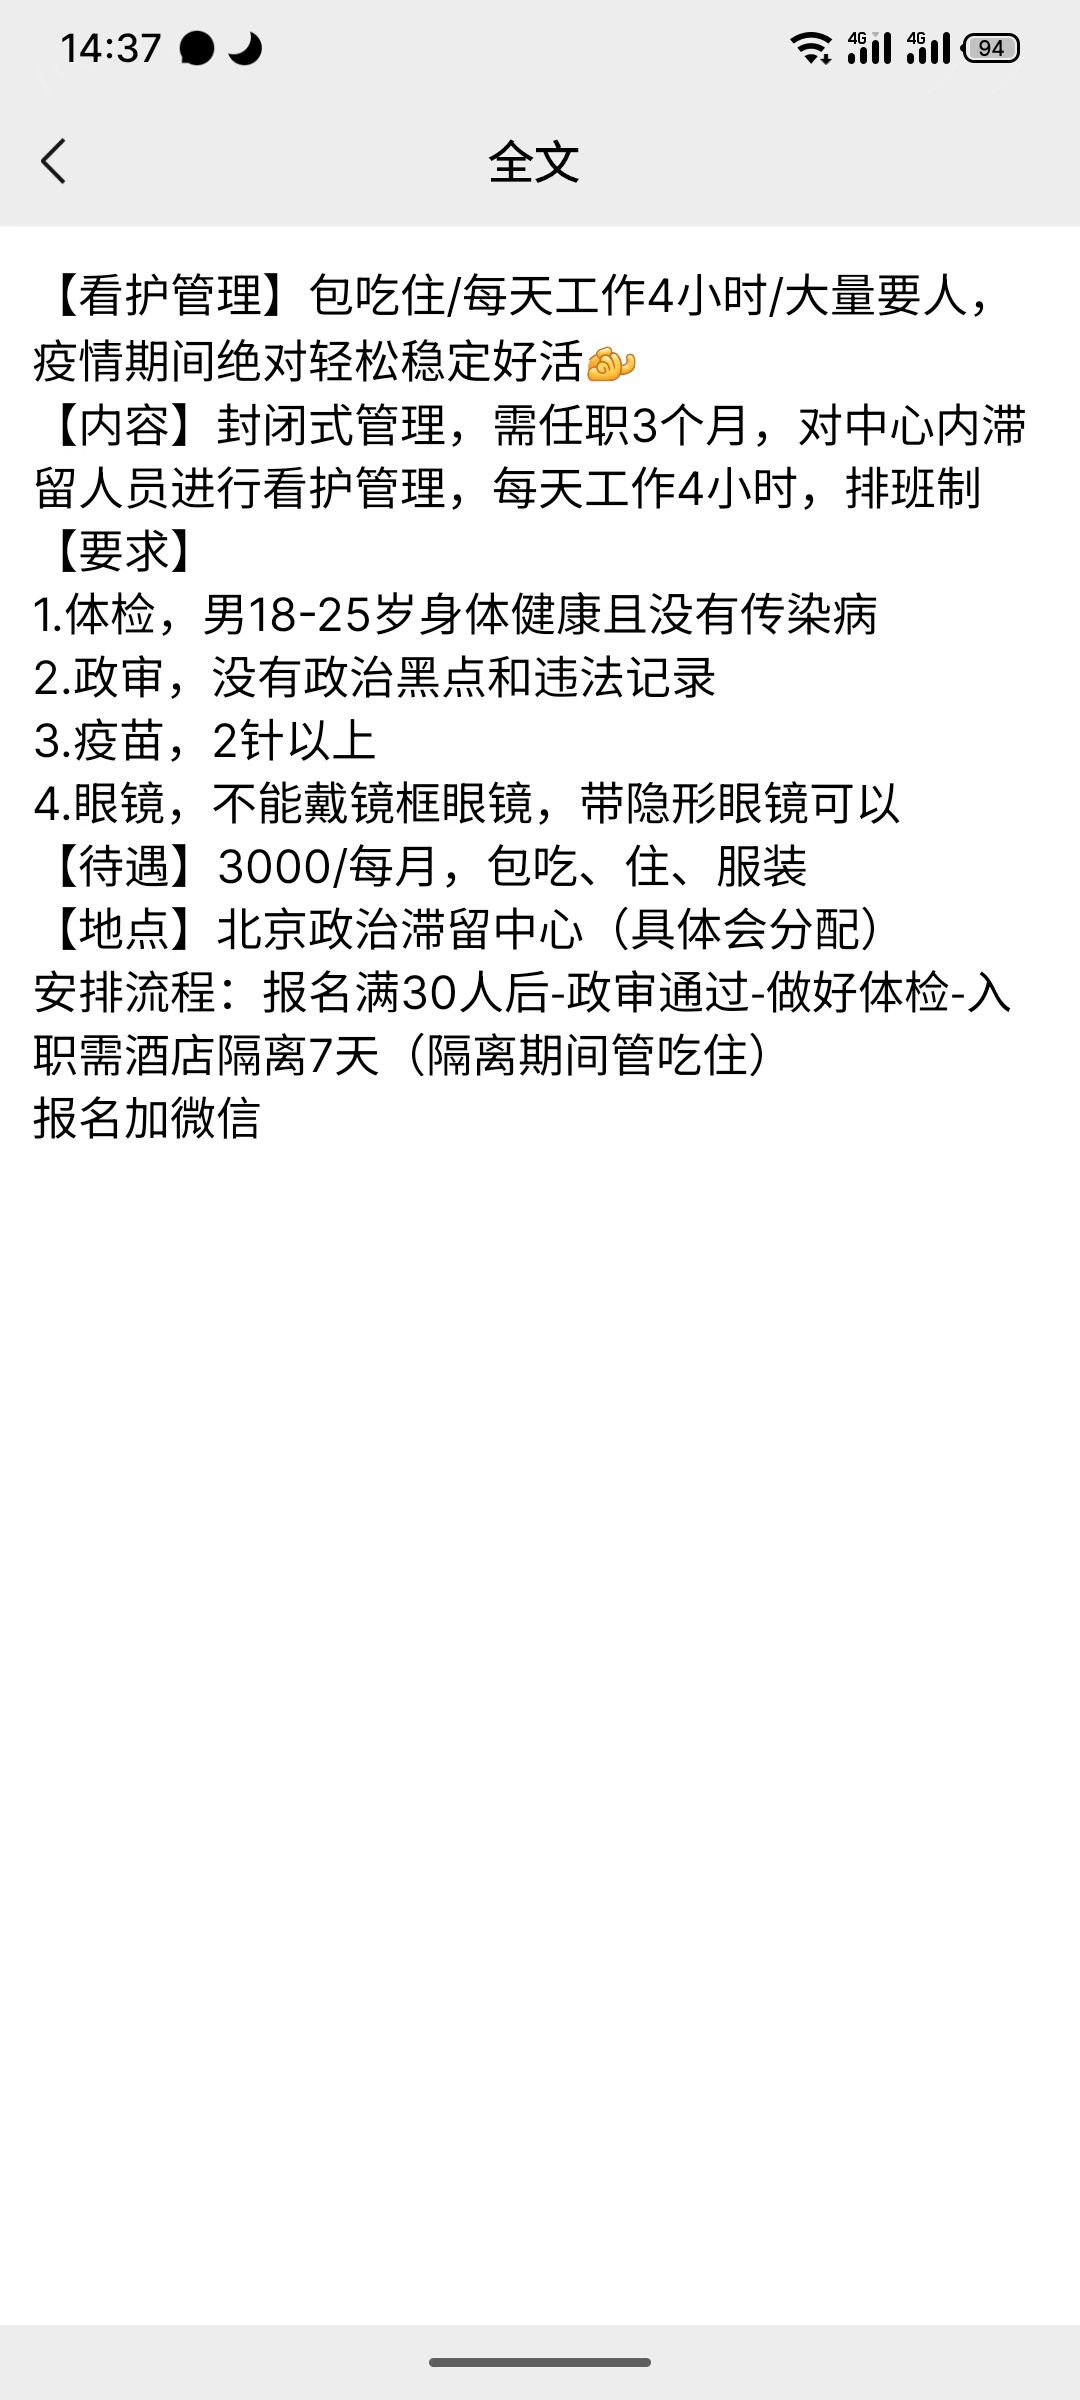 14:37
4G 4G 94
全文
【看护管理】包吃住/每天工作4小时/大量要人，
疫情期间绝对轻松稳定好活💪
【内容】封闭式管理，需任职3个月，对中心内滞
留人员进行看护管理，每天工作4小时，排班制
【要求】
1.体检，男18-25岁身体健康且没有传染病
2.政审，没有政治黑点和违法记录
3.疫苗，2针以上
4.眼镜，不能戴镜框眼镜，带隐形眼镜可以
【待遇】3000/每月，包吃、住、服装
【地点】北京政治滞留中心（具体会分配）
安排流程：报名满30人后-政审通过-做好体检-入
职需酒店隔离7天（隔离期间管吃住）
报名加微信